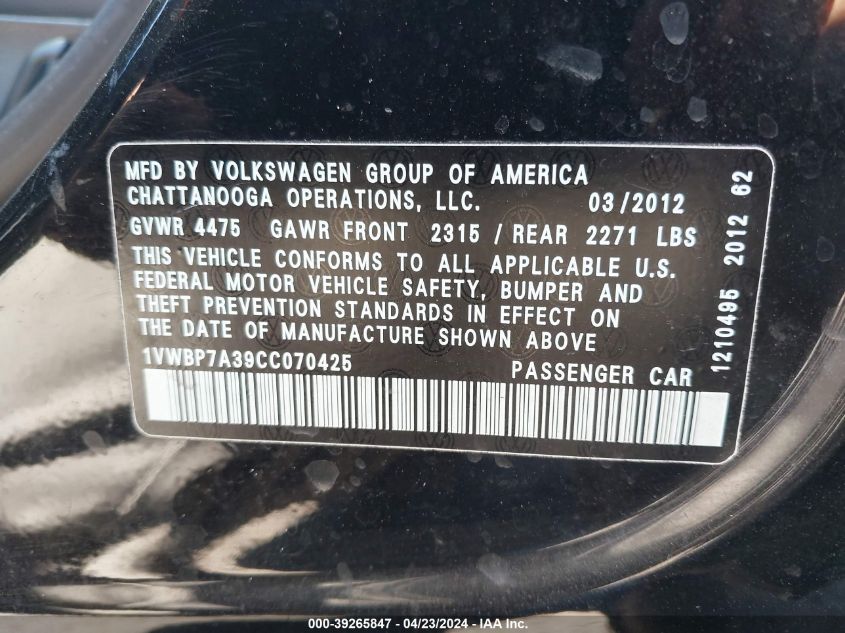 MFD BY VOLKSWAGEN GROUP OF AMERICA
CHATTANOOGA OPERATIONS, LLC. 03/2012
GVWR 4475 GAWR FRONT 2315 / REAR 2271 LBS
THIS VEHICLE CONFORMS TO ALL APPLICABLE U.S.
FEDERAL MOTOR VEHICLE SAFETY, BUMPER AND
THEFT PREVENTION STANDARDS IN EFFECT ON
THE DATE OF MANUFACTURE SHOWN ABOVE
1VWBP7A39CC070425 PASSENGER CAR
1210495 2012 62
000-39265847 - 04/23/2024 - IAA Inc.